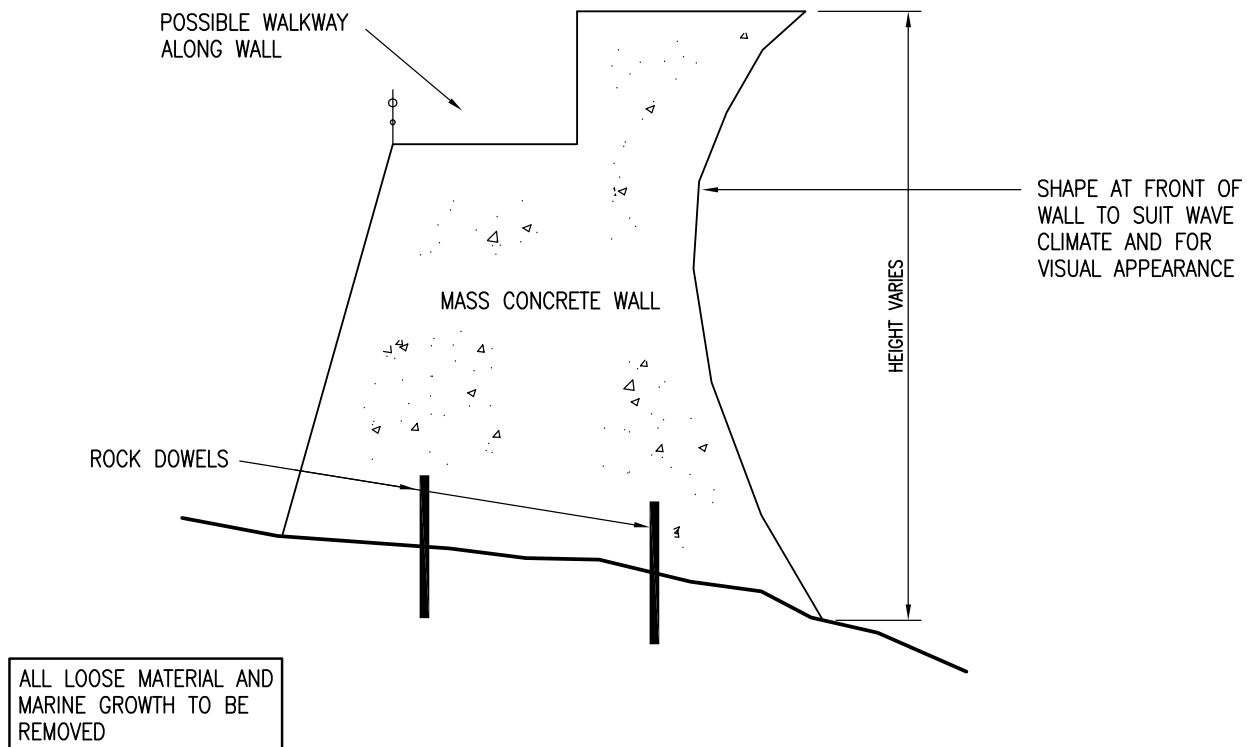 POSSIBLE WALKWAY
ALONG WALL
SHAPE AT FRONT OF
WALL TO SUIT WAVE
CLIMATE AND FOR
VISUAL APPEARANCE
HEIGHT VARIES
MASS CONCRETE WALL
ROCK DOWELS
ALL LOOSE MATERIAL AND
MARINE GROWTH TO BE
REMOVED